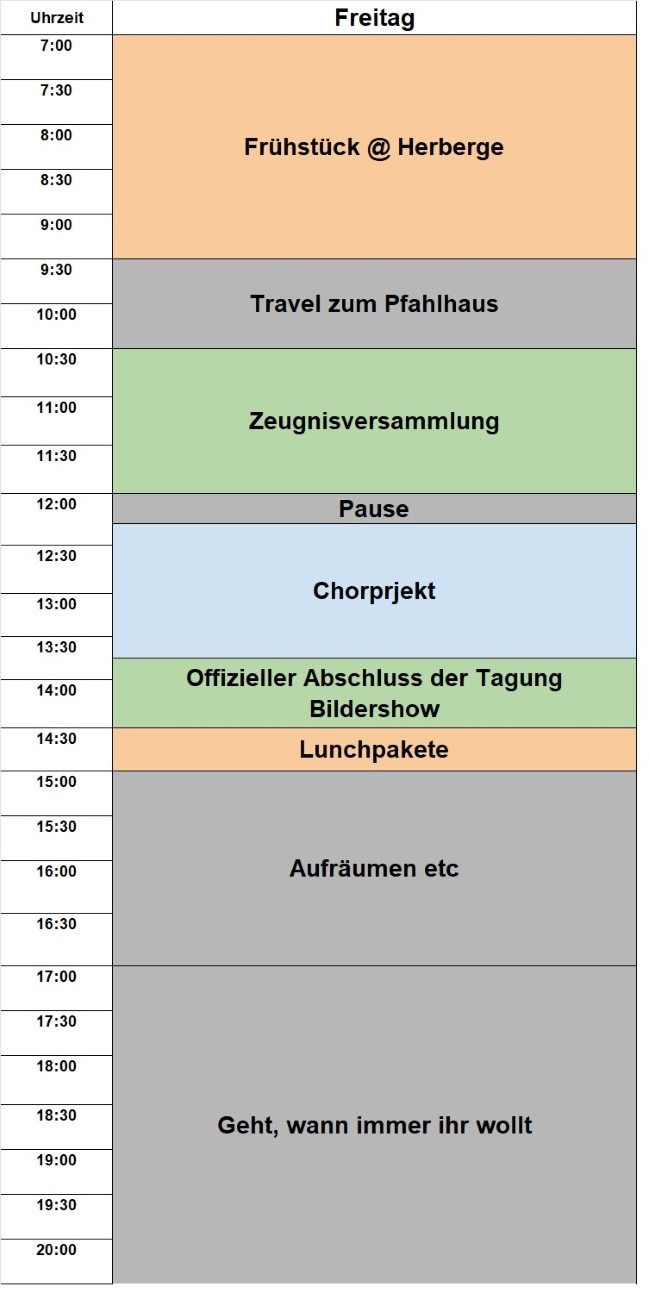 Uhrzeit Freitag
7:00
7:30
8:00
Frühstück @ Herberge
8:30
9:00
9:30
Travel zum Pfahlhaus
10:00
10:30
11:00
Zeugnisversammlung
11:30
12:00 Pause
12:30
Chorprjekt
13:00
13:30
Offizieller Abschluss der Tagung
14:00
Bildershow
14:30 Lunchpakete
15:00
15:30
16:00 Aufräumen etc
16:30
17:00
17:30
18:00
18:30 Geht, wann immer ihr wollt
19:00
19:30
20:00